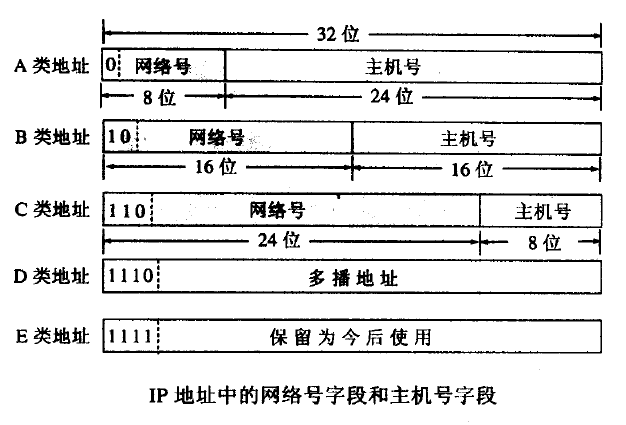 32 位
A 类地址 0 网络号 主机号
8 位 24 位
B 类地址 10 网络号 主机号
16 位 16 位
C 类地址 110 网络号 主机号
24 位 8 位
D 类地址 1110 多播地址
E 类地址 1111 保留为今后使用
IP 地址中的网络号字段和主机号字段